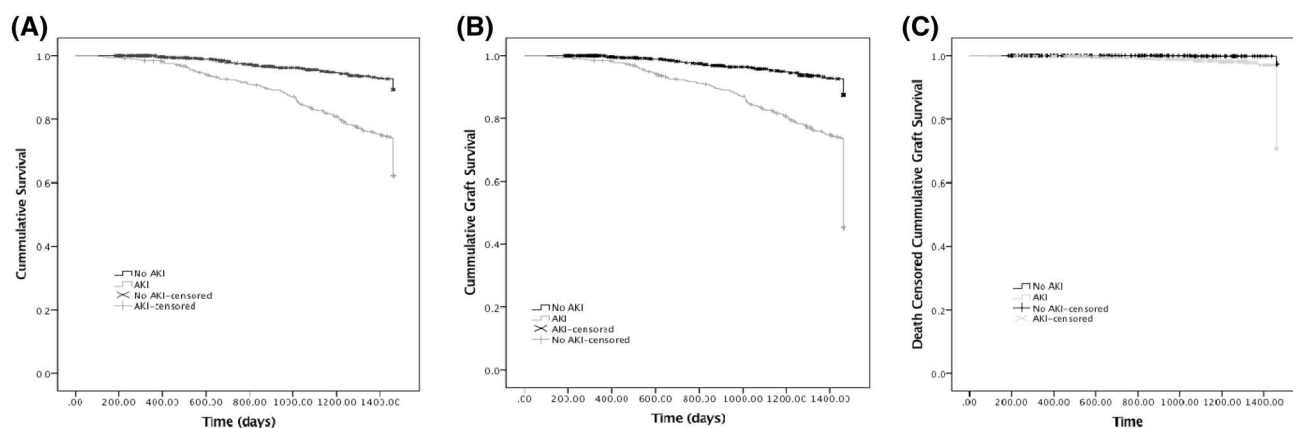 (A)
Cummulative Survival
1.0
0.8
0.6
0.4
0.2
0.0
No AKI
AKI
No AKI-censored
AKI-censored
.00 200.00 400.00 600.00 800.00 1000.00 1200.00 1400.00
Time (days)
(B)
Cummulative Graft Survival
1.0
0.8
0.6
0.4
0.2
0.0
No AKI
AKI
AKI-censored
No AKI-censored
.00 200.00 400.00 600.00 800.00 1000.00 1200.00 1400.00
Time (days)
(C)
Death Censored Cummulative Graft Survival
1.0
0.8
0.6
0.4
0.2
0.0
No AKI
AKI
No AKI-censored
AKI-censored
.00 200.00 400.00 600.00 800.00 1000.00 1200.00 1400.00
Time